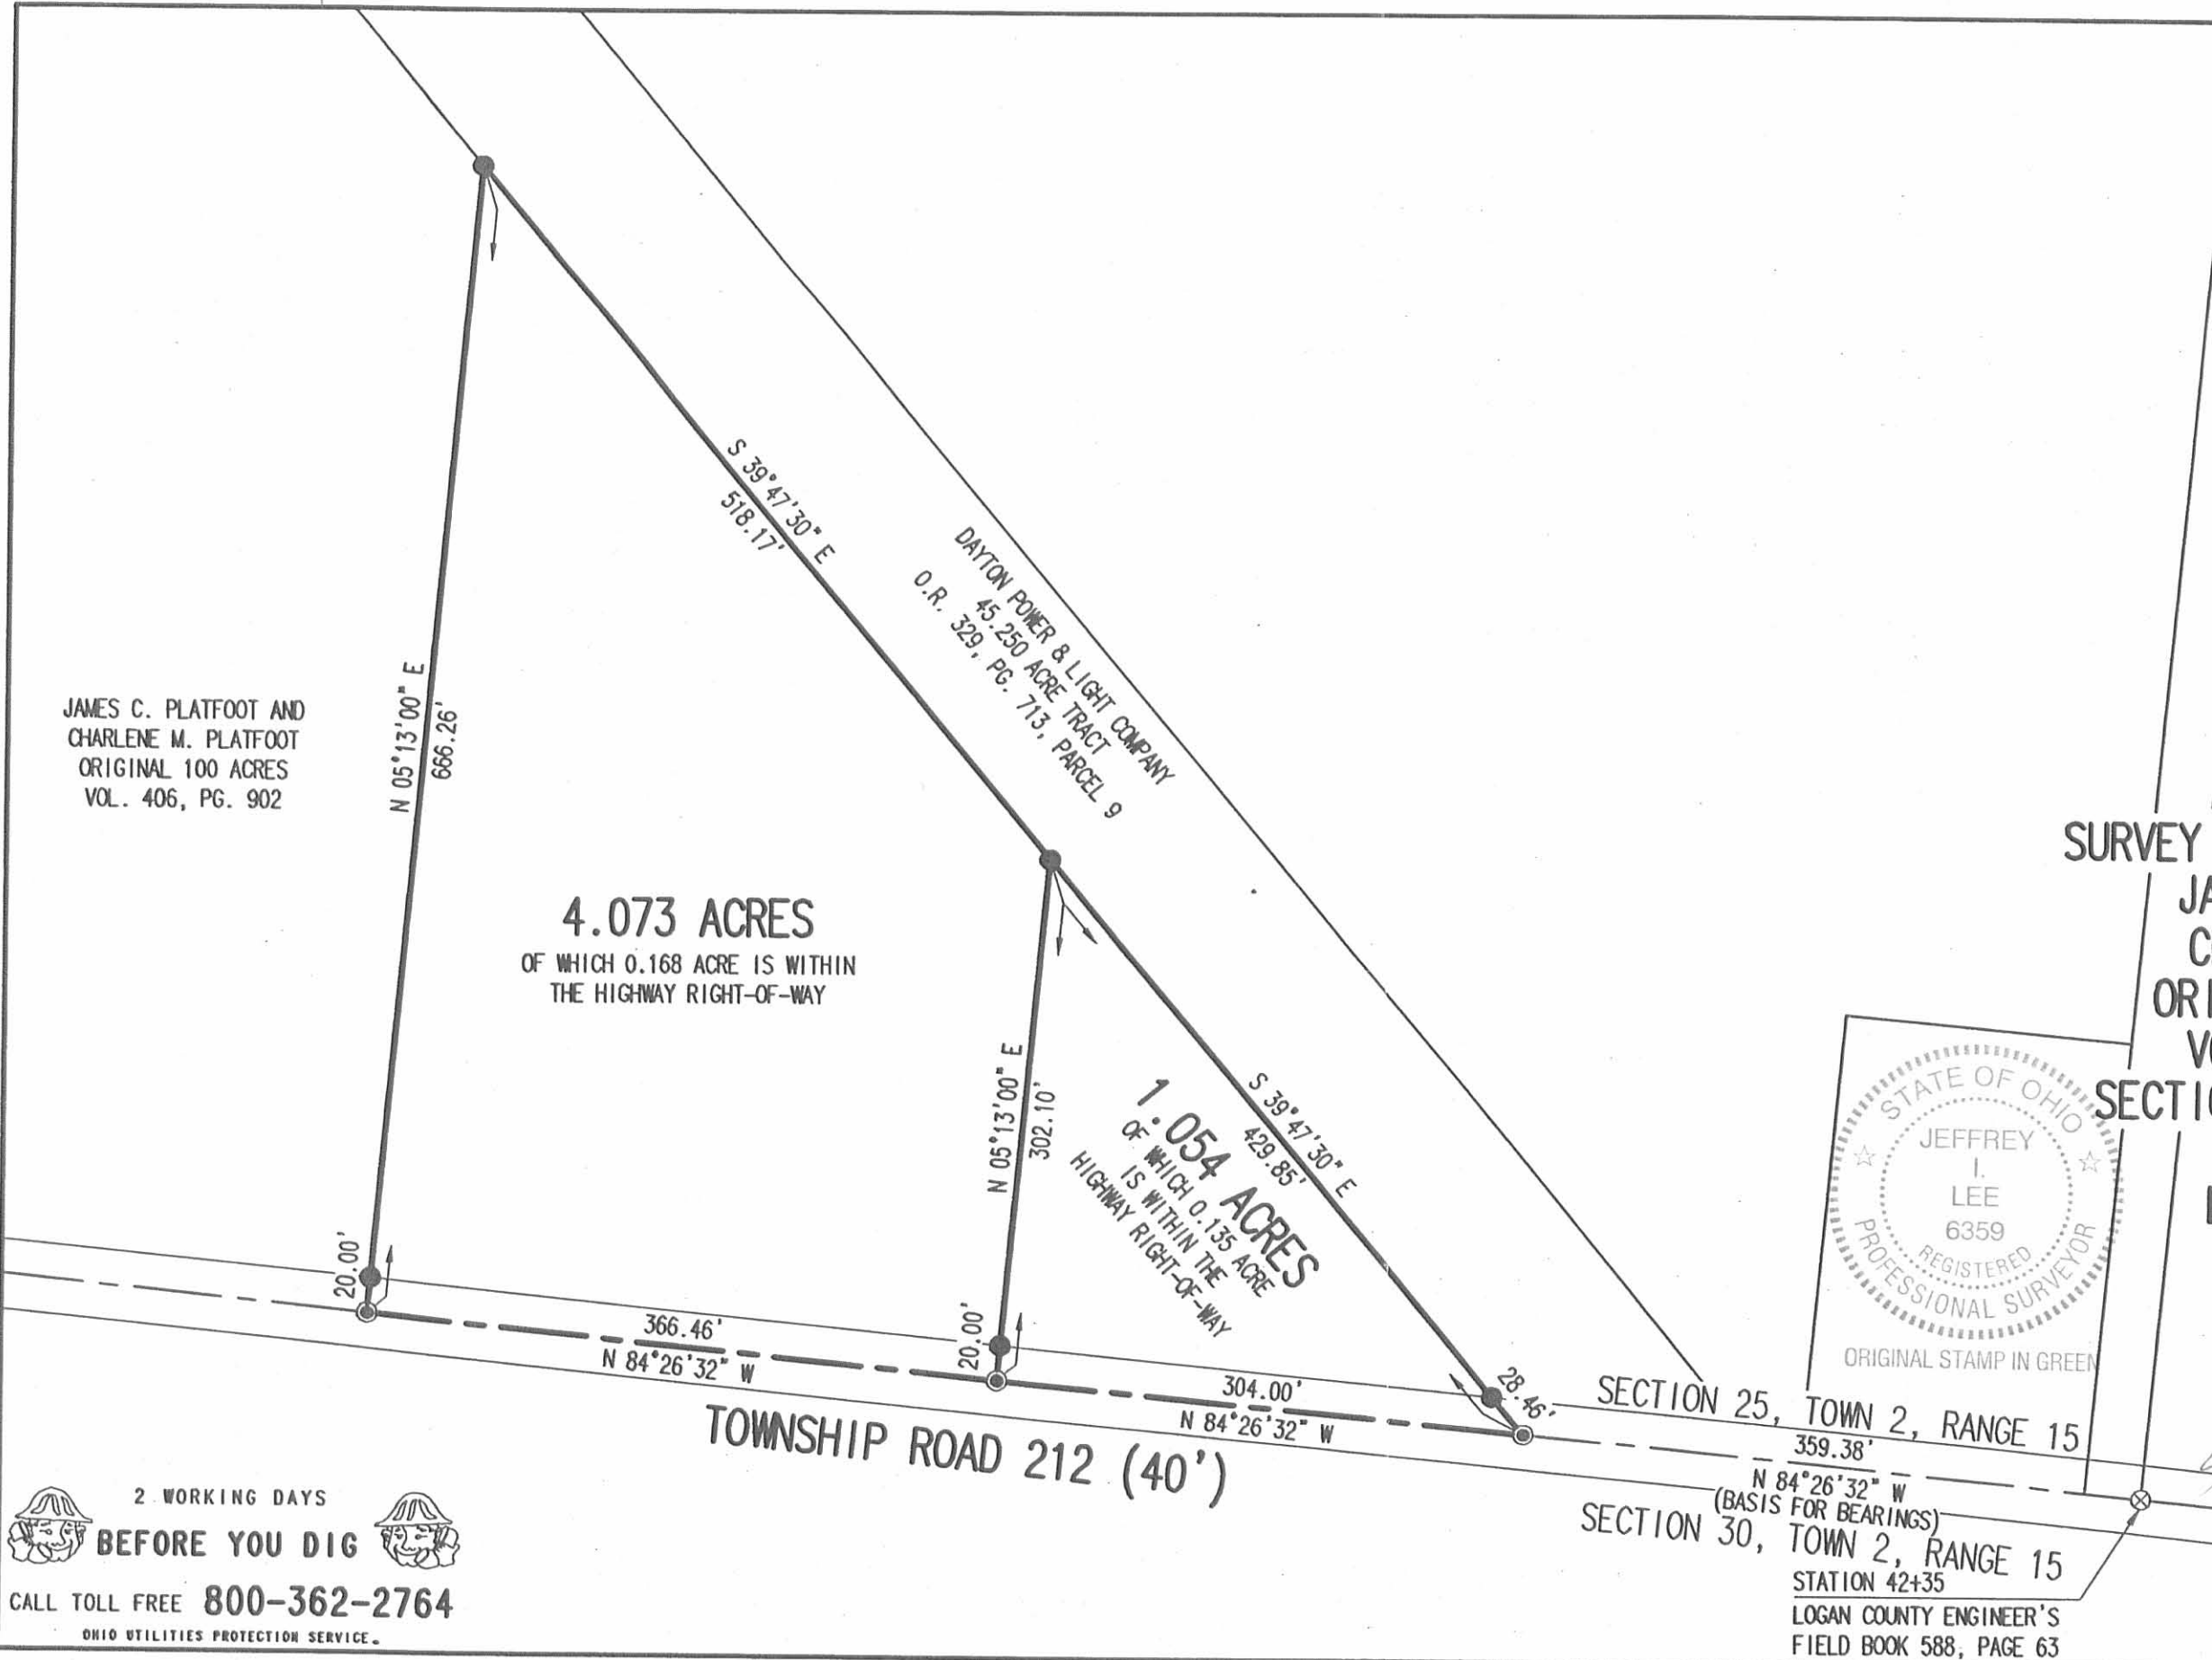 S 39°47'30" E
518.17'
DAYTON POWER & LIGHT COMPANY
45.250 ACRE TRACT
O.R. 329, PG. 713, PARCEL 9
N 05°13'00" E
666.26'
JAMES C. PLATFOOT AND
CHARLENE M. PLATFOOT
ORIGINAL 100 ACRES
VOL. 406, PG. 902
4.073 ACRES
OF WHICH 0.168 ACRE IS WITHIN
THE HIGHWAY RIGHT-OF-WAY
N 05°13'00" E
302.10'
1.054 ACRES
OF WHICH 0.135 ACRE
IS WITHIN THE
HIGHWAY RIGHT-OF-WAY
S 39°47'30" E
429.85'
SURVEY
JA
C
ORI
V
SECTI
STATE OF OHIO
JEFFREY
I.
LEE
6359
REGISTERED
PROFESSIONAL SURVEYOR
ORIGINAL STAMP IN GREEN
20.00'
366.46'
N 84°26'32" W
20.00'
304.00'
N 84°26'32" W
28.46'
SECTION 25, TOWN 2, RANGE 15
359.38'
N 84°26'32" W
(BASIS FOR BEARINGS)
SECTION 30, TOWN 2, RANGE 15
STATION 42+35
LOGAN COUNTY ENGINEER'S
FIELD BOOK 588, PAGE 63
TOWNSHIP ROAD 212 (40')
2 WORKING DAYS
BEFORE YOU DIG
CALL TOLL FREE 800-362-2764
OHIO UTILITIES PROTECTION SERVICE.